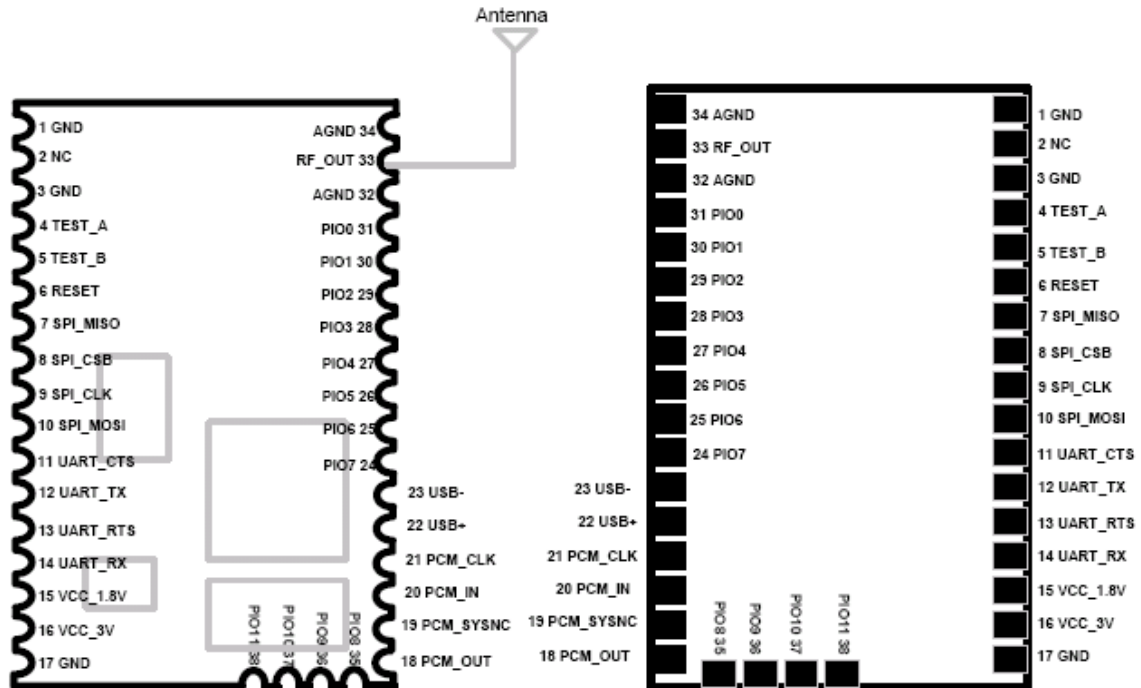 Antenna
1 GND
2 NC
3 GND
4 TEST_A
5 TEST_B
6 RESET
7 SPI_MISO
8 SPI_CSB
9 SPI_CLK
10 SPI_MOSI
11 UART_CTS
12 UART_TX
13 UART_RTS
14 UART_RX
15 VCC_1.8V
16 VCC_3V
17 GND
AGND 34
RF_OUT 33
AGND 32
PIO0 31
PIO1 30
PIO2 29
PIO3 28
PIO4 27
PIO5 26
PIO6 25
PIO7 24
23 USB-
22 USB+
21 PCM_CLK
20 PCM_IN
19 PCM_SYSNC
18 PCM_OUT
PIO11 38
PIO10 37
PIO9 36
PIO8 35
34 AGND
33 RF_OUT
32 AGND
31 PIO0
30 PIO1
29 PIO2
28 PIO3
27 PIO4
26 PIO5
25 PIO6
24 PIO7
23 USB-
22 USB+
21 PCM_CLK
20 PCM_IN
19 PCM_SYSNC
18 PCM_OUT
PIO8 35
PIO9 36
PIO10 37
PIO11 38
1 GND
2 NC
3 GND
4 TEST_A
5 TEST_B
6 RESET
7 SPI_MISO
8 SPI_CSB
9 SPI_CLK
10 SPI_MOSI
11 UART_CTS
12 UART_TX
13 UART_RTS
14 UART_RX
15 VCC_1.8V
16 VCC_3V
17 GND